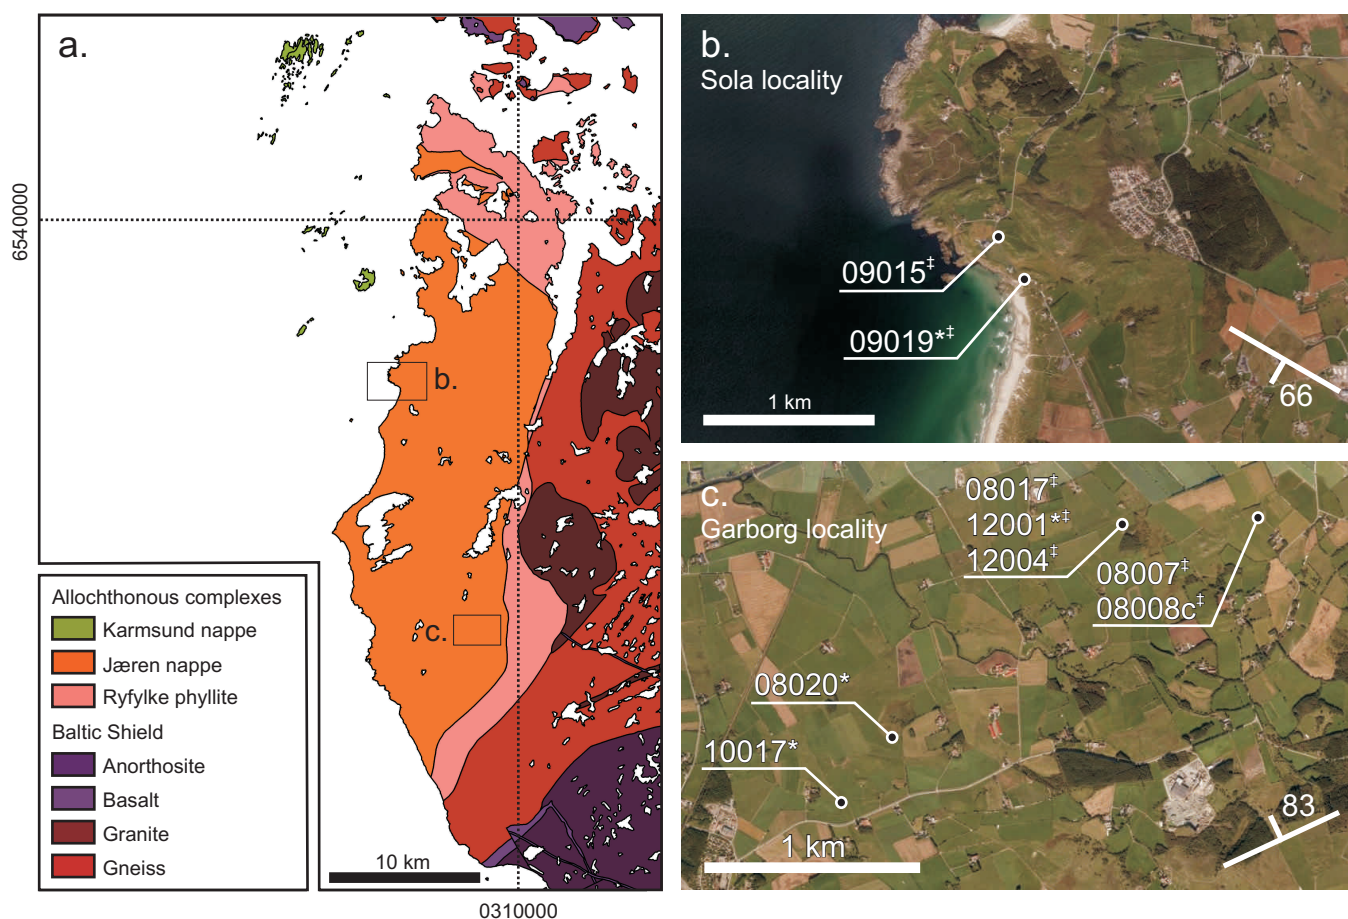 a.
6540000
b.
c.
Allochthonous complexes
Karmsund nappe
Jæren nappe
Ryfylke phyllite
Baltic Shield
Anorthosite
Basalt
Granite
Gneiss
10 km
0310000
b.
Sola locality
09015‡
09019*‡
1 km
66
c.
Garborg locality
08017‡
12001*‡
12004‡
08007‡
08008c‡
08020*
10017*
1 km
83